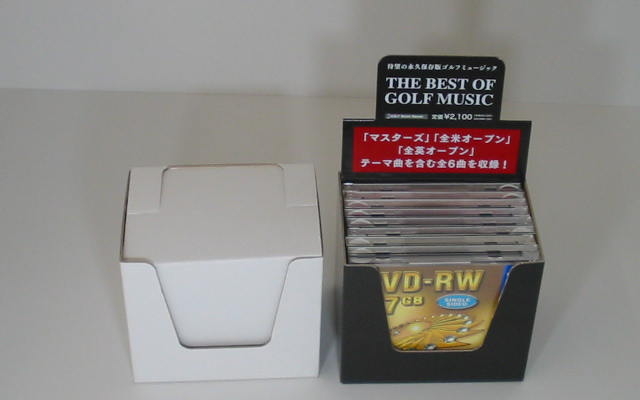 待望の永久保存版ゴルフミュージック
THE BEST OF
GOLF MUSIC
定価¥2,100
「マスターズ」「全米オープン」
「全英オープン」
テーマ曲を含む全6曲を収録！
VD-RW
7 GB
SINGLE
SIDED